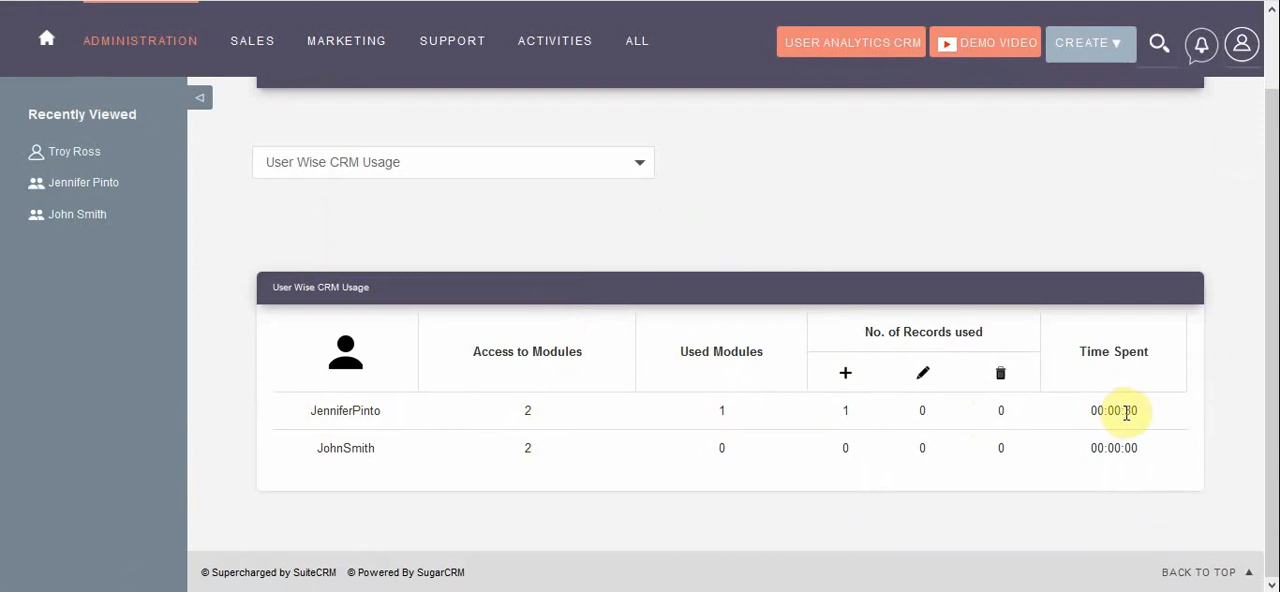 ADMINISTRATION SALES MARKETING SUPPORT ACTIVITIES ALL USER ANALYTICS CRM DEMO VIDEO CREATE ▼
Recently Viewed
Troy Ross
Jennifer Pinto
John Smith
User Wise CRM Usage
User Wise CRM Usage
Access to Modules Used Modules No. of Records used Time Spent
JenniferPinto 2 1 1 0 0
JohnSmith 2 0 0 0 0 00:00:00
© Supercharged by SuiteCRM © Powered By SugarCRM BACK TO TOP ▲